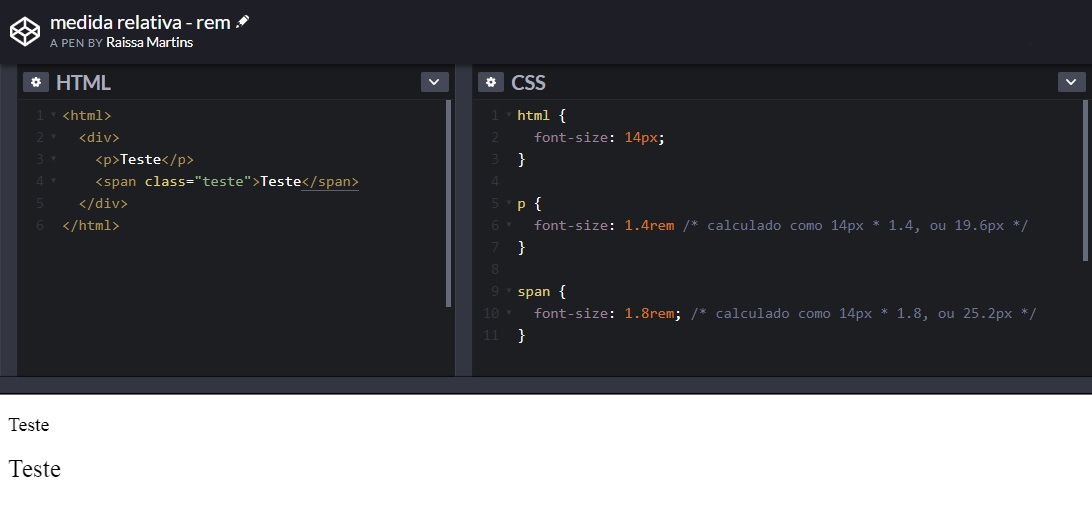 medida relativa - rem
A PEN BY Raissa Martins
HTML
1 <html>
2 <div>
3 <p>Teste</p>
4 <span class="teste">Teste</span>
5 </div>
6 </html>
CSS
1 html {
2 font-size: 14px;
3 }
4
5 p {
6 font-size: 1.4rem /* calculado como 14px * 1.4, ou 19.6px */
7 }
8
9 span {
10 font-size: 1.8rem; /* calculado como 14px * 1.8, ou 25.2px */
11 }
Teste
Teste